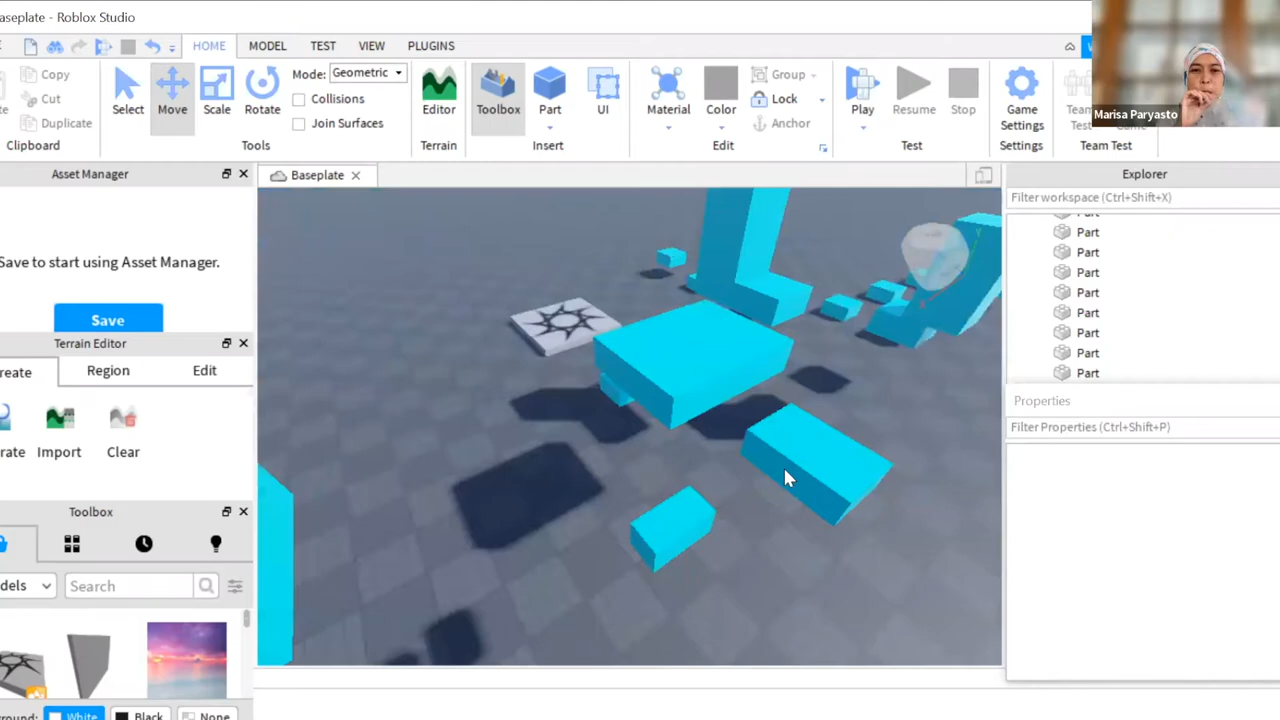 aseplate - Roblox Studio
HOME MODEL TEST VIEW PLUGINS
Copy
Cut
Duplicate
Clipboard
Select
Move
Scale
Rotate
Mode: Geometric
Collisions
Join Surfaces
Tools
Editor
Terrain
Toolbox
Part
UI
Insert
Material
Color
Group
Lock
Anchor
Edit
Play
Resume
Stop
Test
Game
Settings
Settings
Team Test
Marisa Paryasto
Asset Manager
Save to start using Asset Manager.
Save
Terrain Editor
reate Region Edit
rate Import Clear
Toolbox
dels Search
White Black None
Baseplate
Explorer
Filter workspace (Ctrl+Shift+X)
Part
Part
Part
Part
Part
Part
Part
Part
Part
Properties
Filter Properties (Ctrl+Shift+P)